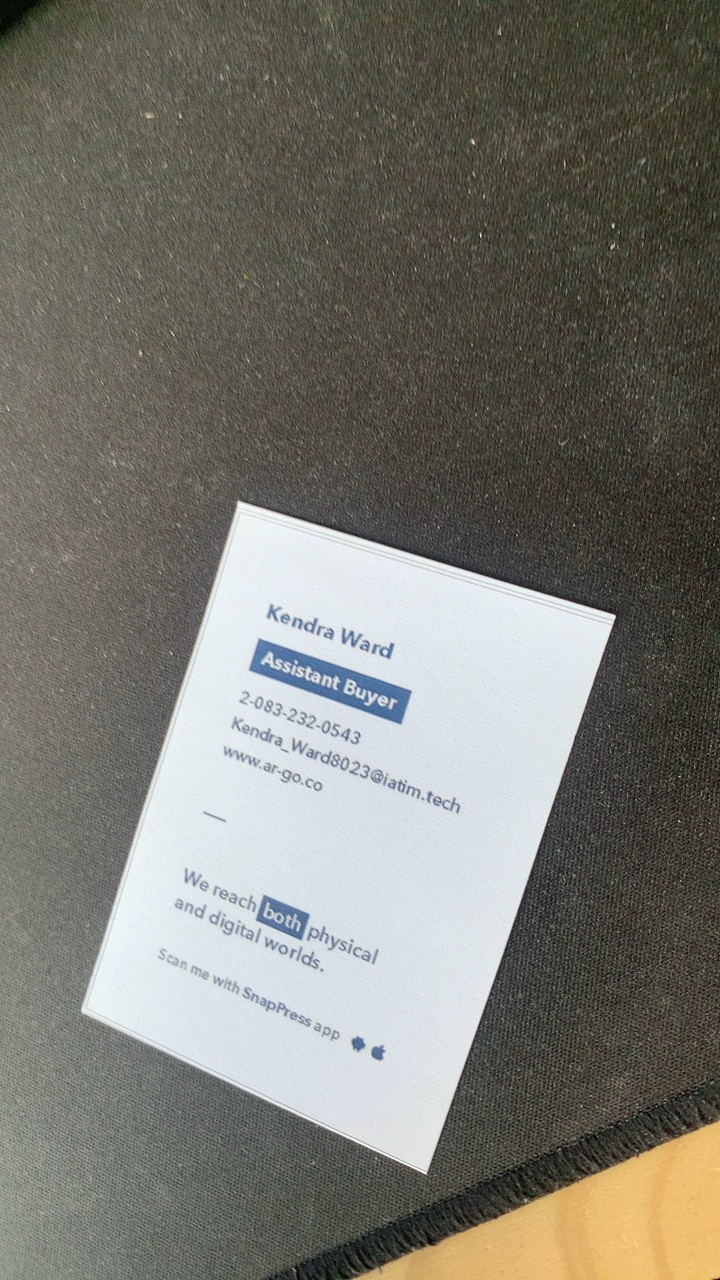 Kendra Ward
Assistant Buyer
2-083-232-0543
Kendra_Ward8023@iatim.tech
www.ar-go.co
We reach both physical
and digital worlds.
Scan me with SnapPress app